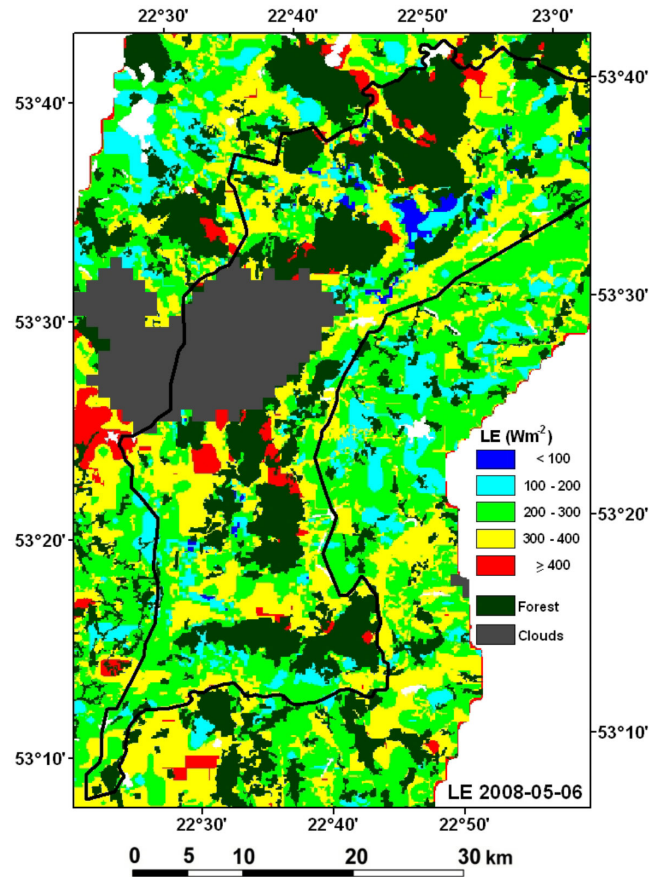 22°30' 22°40' 22°50' 23°0'
53°40' 53°40'
53°30' 53°30'
53°20' 53°20'
53°10' 53°10'
LE (Wm⁻²)
< 100
100 - 200
200 - 300
300 - 400
≥ 400
Forest
Clouds
LE 2008-05-06
22°30' 22°40' 22°50'
0 5 10 20 30 km